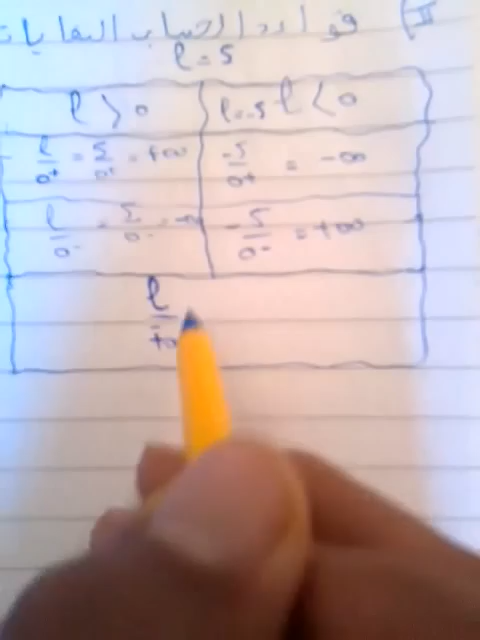 II) قواعد الحساب النهايات
l = 5
l > 0
l = -5 l < 0
l/0⁺ = 5/0⁺ = +∞
-5/0⁺ = -∞
l/0⁻ = 5/0⁻ = -∞
-5/0⁻ = +∞
l